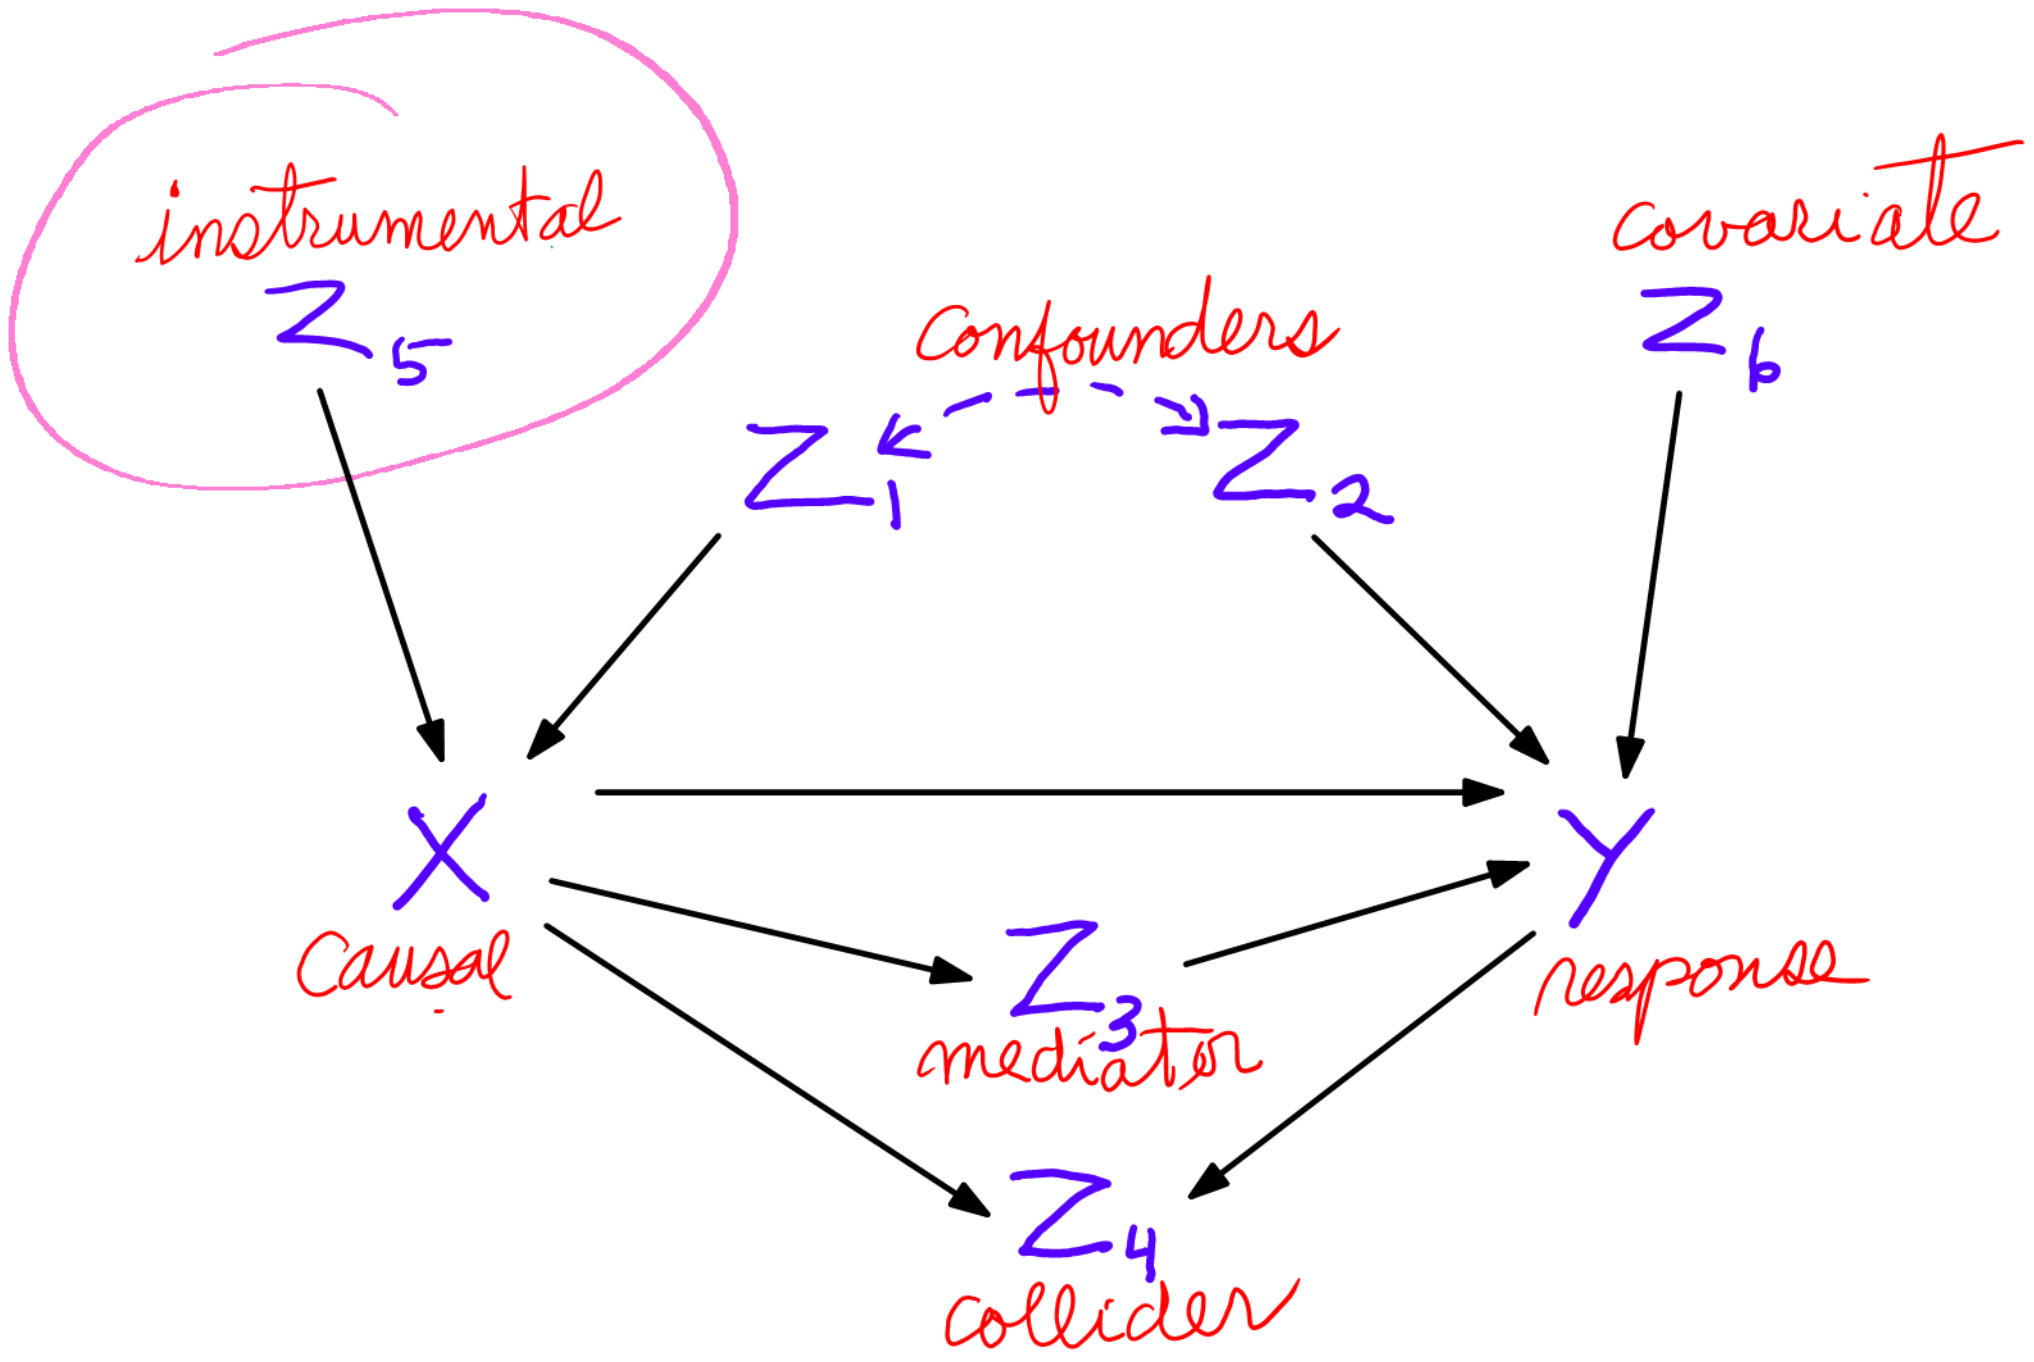 instrumental
Z5
covariate
Z6
confounders
Z1
Z2
X
causal
Y
response
Z3
mediator
Z4
collider